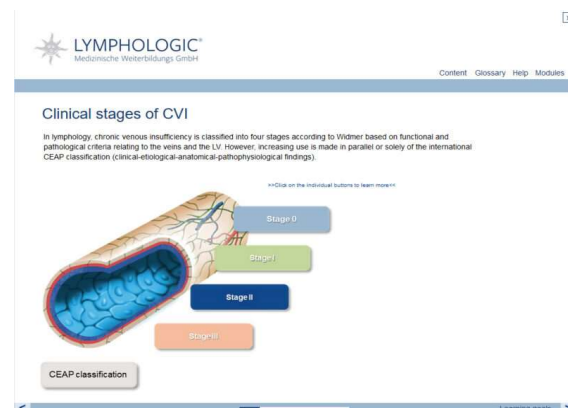 LYMPHOLOGIC®
Medizinische Weiterbildungs GmbH
Content Glossary Help Modules
Clinical stages of CVI
In lymphology, chronic venous insufficiency is classified into four stages according to Widmer based on functional and
pathological criteria relating to the veins and the LV. However, increasing use is made in parallel or solely of the international
CEAP classification (clinical-etiological-anatomical-pathophysiological findings).
>>Click on the individual buttons to learn more<<
Stage 0
Stage I
Stage II
Stage III
CEAP classification